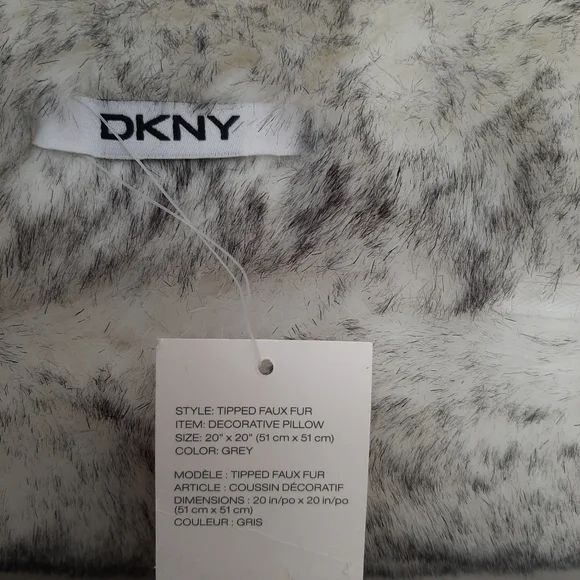 DKNY
STYLE: TIPPED FAUX FUR
ITEM: DECORATIVE PILLOW
SIZE: 20" x 20" (51 cm x 51 cm)
COLOR: GREY
MODÈLE : TIPPED FAUX FUR
ARTICLE : COUSSIN DÉCORATIF
DIMENSIONS : 20 in/po x 20 in/po
(51 cm x 51 cm)
COULEUR : GRIS